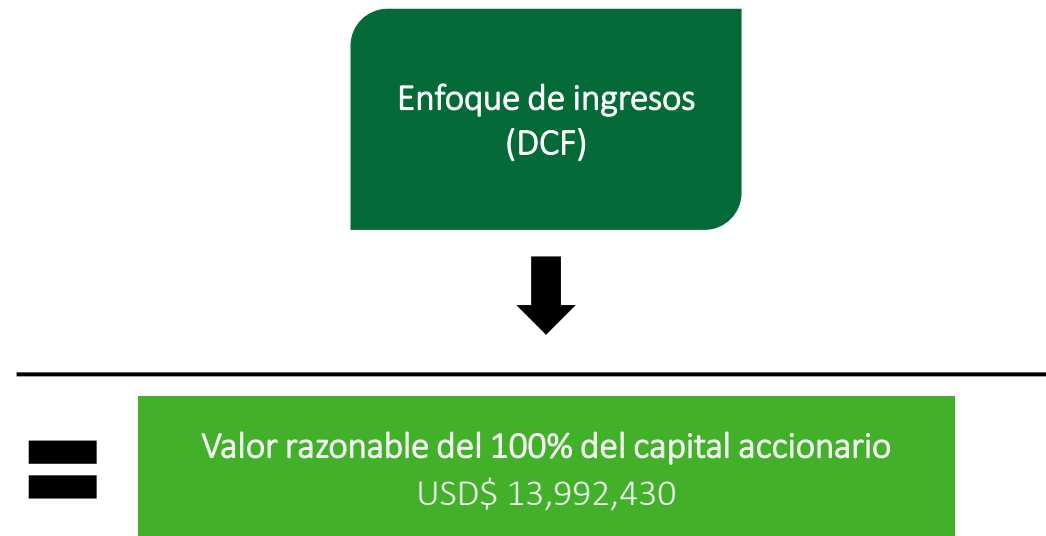 Enfoque de ingresos
(DCF)
Valor razonable del 100% del capital accionario
USD$ 13,992,430